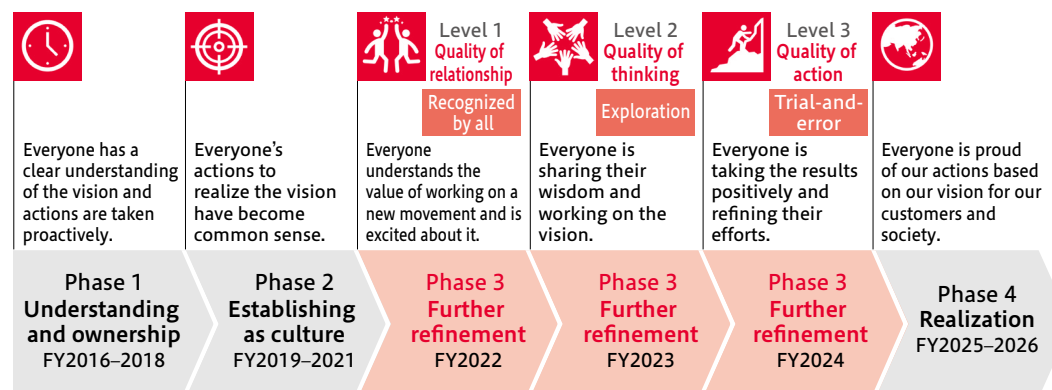 Level 1
Quality of
relationship
Recognized
by all
Level 2
Quality of
thinking
Exploration
Level 3
Quality of
action
Trial-and-
error
Everyone has a
clear understanding
of the vision and
actions are taken
proactively.
Everyone’s
actions to
realize the vision
have become
common sense.
Everyone
understands the
value of working on a
new movement and is
excited about it.
Everyone is
sharing their
wisdom and
working on the
vision.
Everyone is
taking the results
positively and
refining their
efforts.
Everyone is proud
of our actions based
on our vision for our
customers and
society.
Phase 1
Understanding
and ownership
FY2016–2018
Phase 2
Establishing
as culture
FY2019–2021
Phase 3
Further
refinement
FY2022
Phase 3
Further
refinement
FY2023
Phase 3
Further
refinement
FY2024
Phase 4
Realization
FY2025–2026